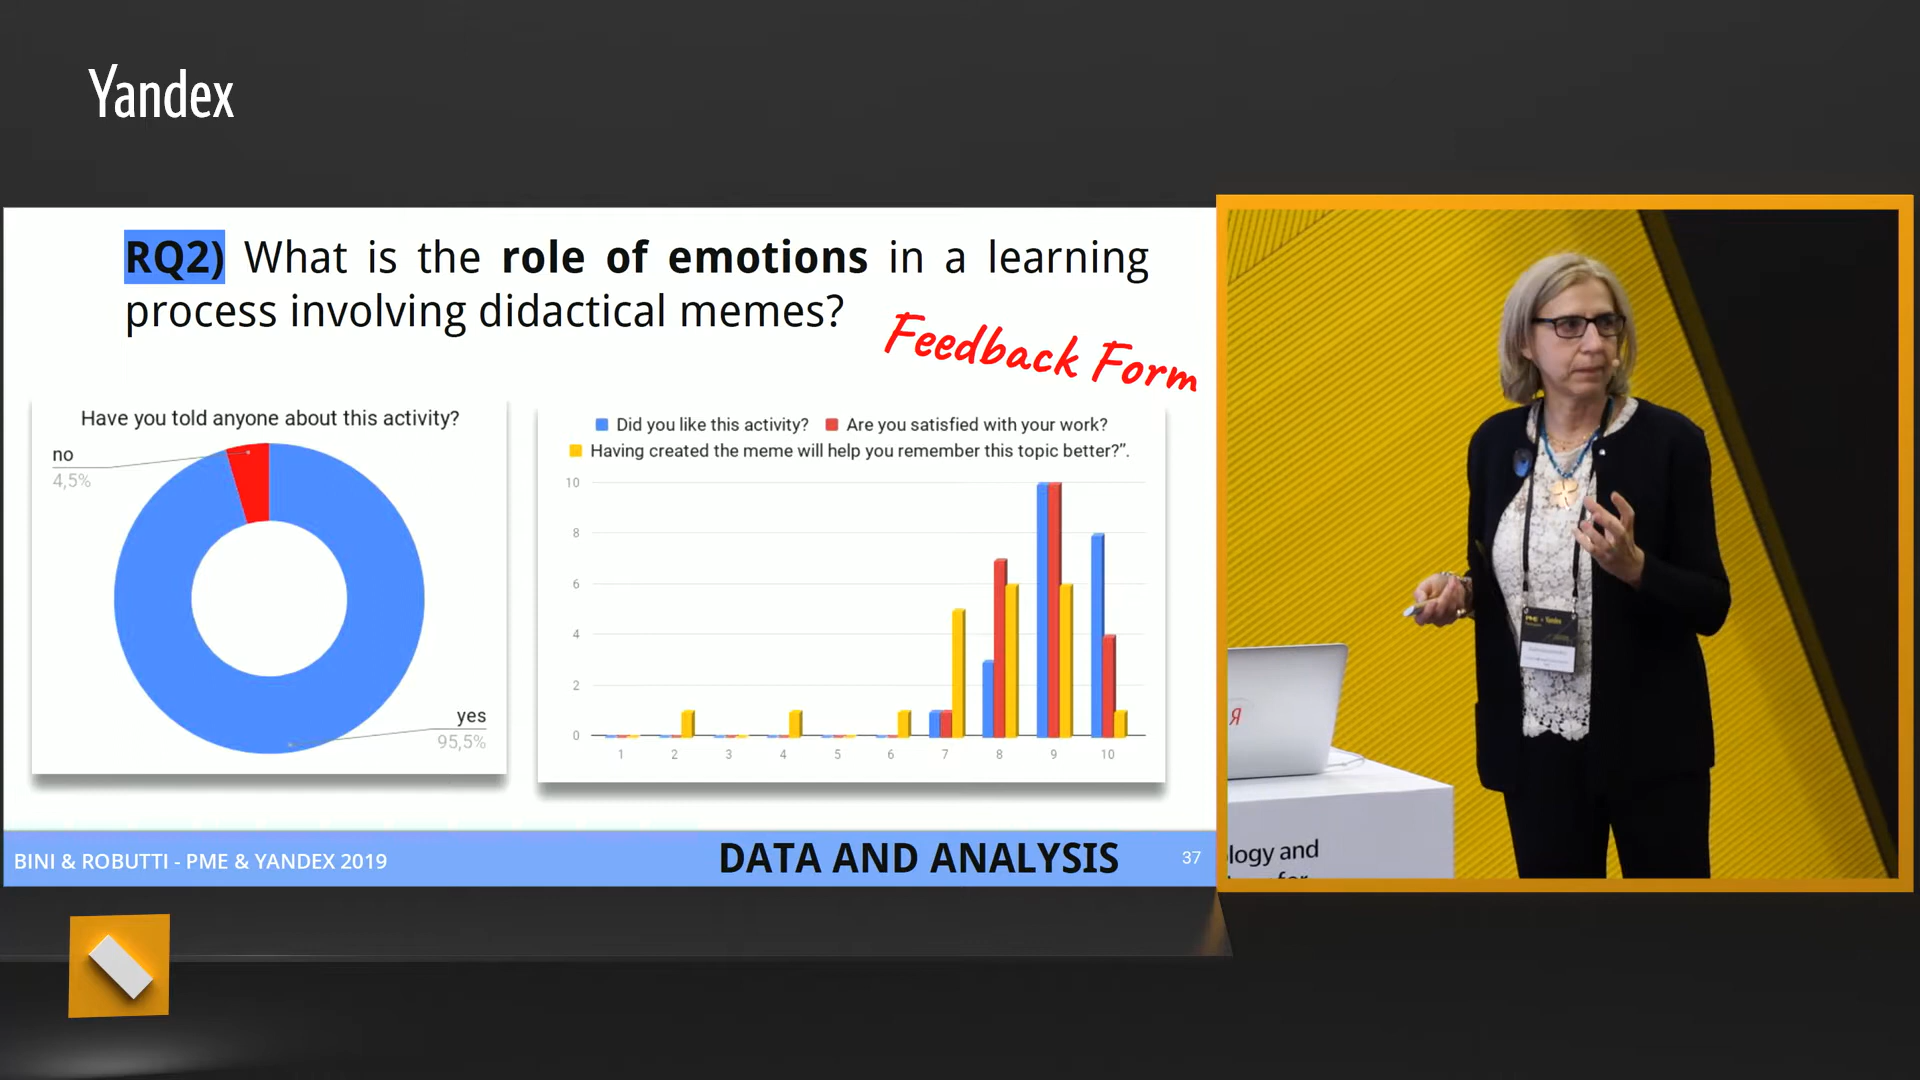 Yandex
RQ2) What is the role of emotions in a learning
process involving didactical memes?
Feedback Form
Have you told anyone about this activity?
no
4,5%
yes
95,5%
Did you like this activity? Are you satisfied with your work?
Having created the meme will help you remember this topic better?”.
10
8
6
4
2
0
1 2 3 4 5 6 7 8 9 10
BINI & ROBUTTI - PME & YANDEX 2019
DATA AND ANALYSIS
37
PME Yandex
Я
logy and